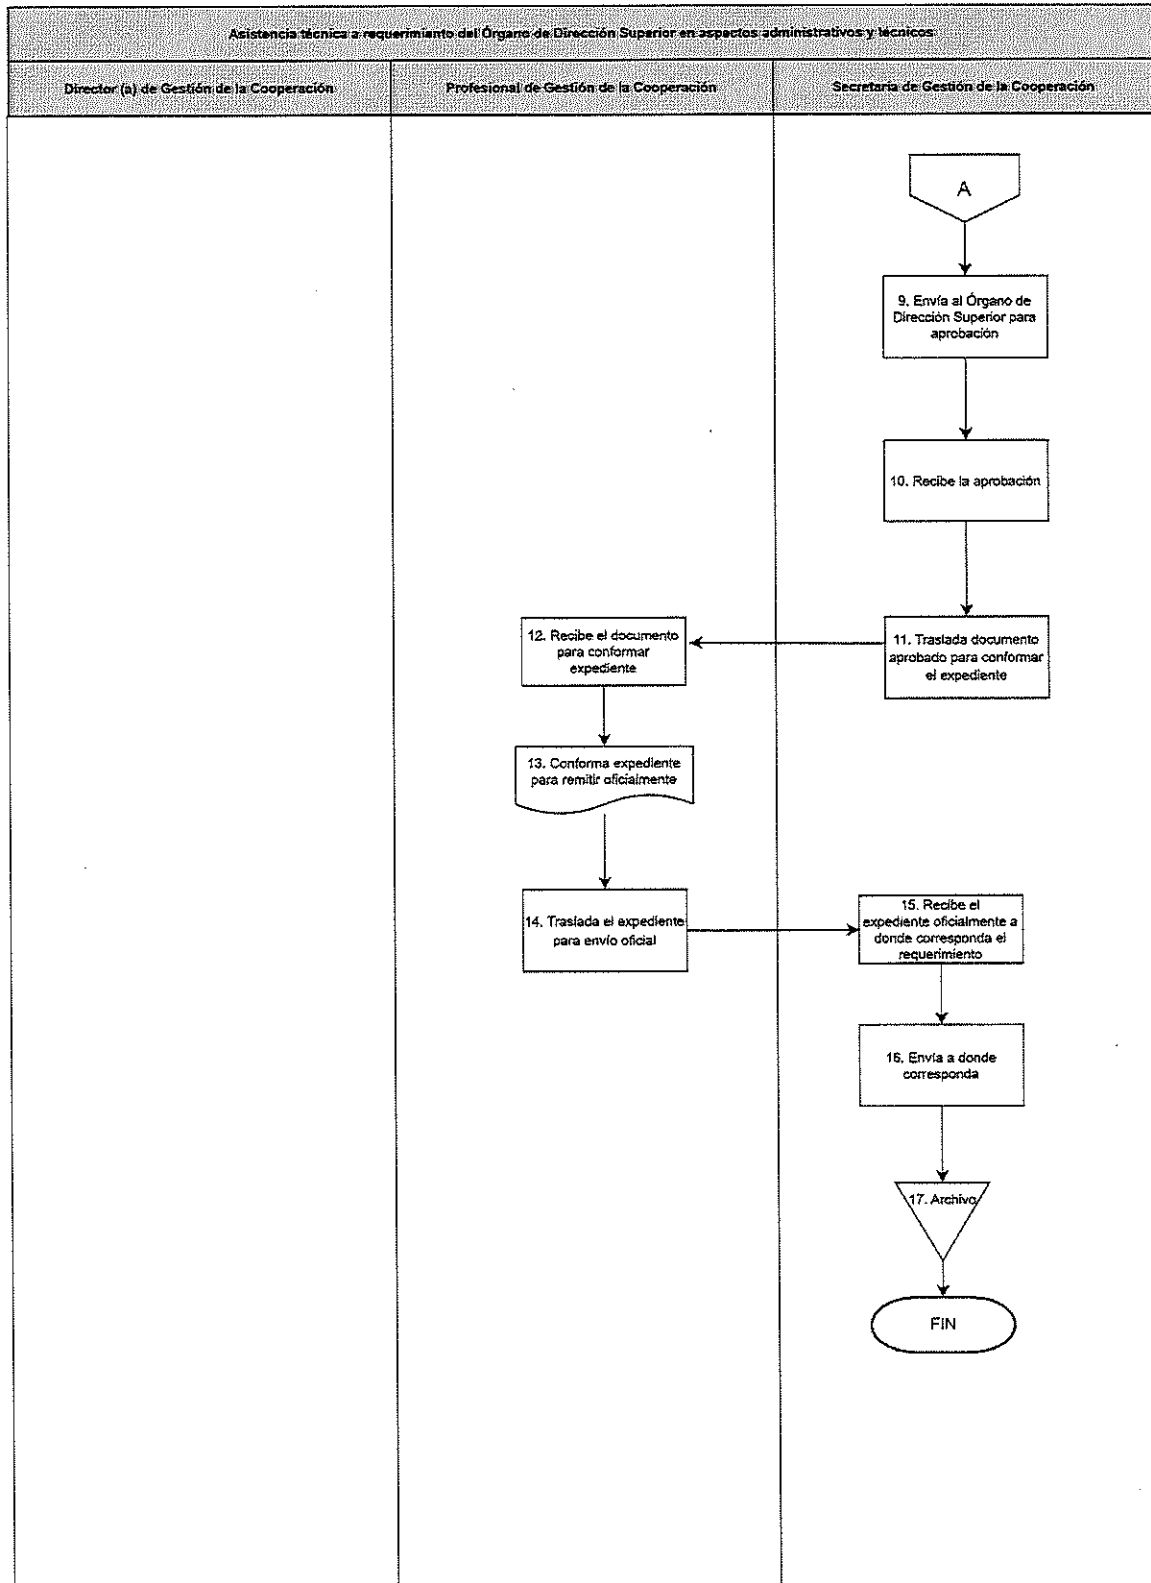 Asistencia técnica a requerimiento del Órgano de Dirección Superior en aspectos administrativos y técnicos
Director (a) de Gestión de la Cooperación
Profesional de Gestión de la Cooperación
Secretaria de Gestión de la Cooperación
A
9. Envía al Órgano de
Dirección Superior para
aprobación
10. Recibe la aprobación
11. Traslada documento
aprobado para conformar
el expediente
12. Recibe el documento
para conformar
expediente
13. Conforma expediente
para remitir oficialmente
14. Traslada el expediente
para envío oficial
15. Recibe el
expediente oficialmente a
donde corresponda el
requerimiento
16. Envía a donde
corresponda
17. Archivo
FIN